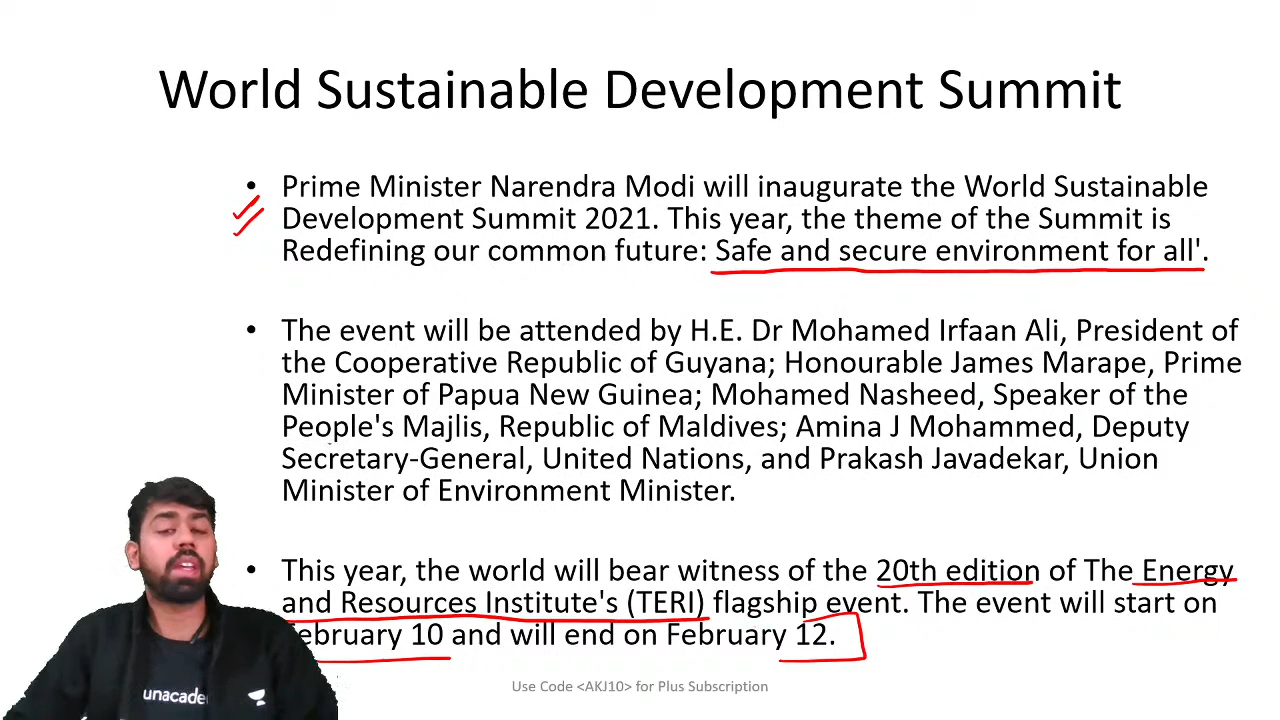 World Sustainable Development Summit
• Prime Minister Narendra Modi will inaugurate the World Sustainable
Development Summit 2021. This year, the theme of the Summit is
Redefining our common future: Safe and secure environment for all'.
• The event will be attended by H.E. Dr Mohamed Irfaan Ali, President of
the Cooperative Republic of Guyana; Honourable James Marape, Prime
Minister of Papua New Guinea; Mohamed Nasheed, Speaker of the
People's Majlis, Republic of Maldives; Amina J Mohammed, Deputy
Secretary-General, United Nations, and Prakash Javadekar, Union
Minister of Environment Minister.
• This year, the world will bear witness of the 20th edition of The Energy
and Resources Institute's (TERI) flagship event. The event will start on
ebruary 10 and will end on February 12.
unacade
Use Code <AKJ10> for Plus Subscription